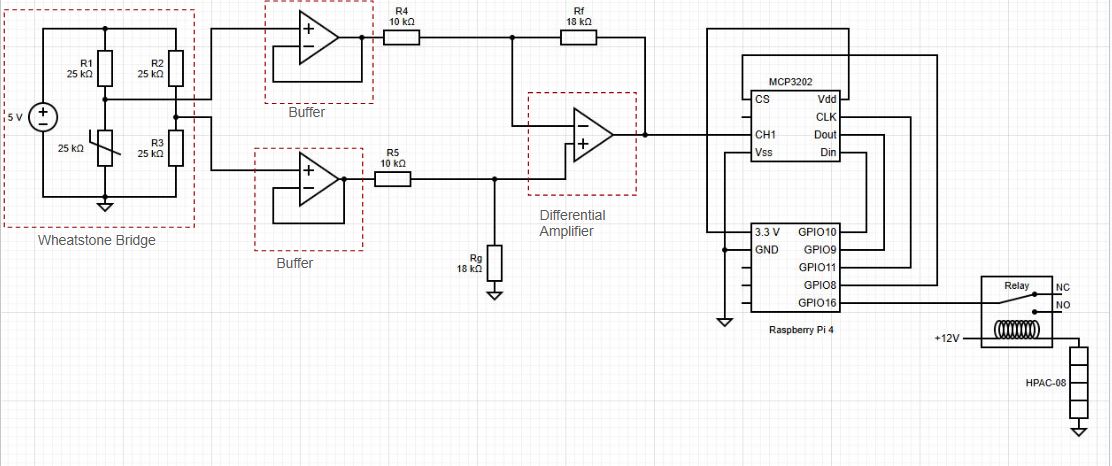 R4
10 kΩ
Rf
18 kΩ
R1
25 kΩ
R2
25 kΩ
5 V
+
−
25 kΩ
R3
25 kΩ
Wheatstone Bridge
+
−
Buffer
+
−
Buffer
R5
10 kΩ
Rg
18 kΩ
−
+
Differential
Amplifier
MCP3202
CS
Vdd
CLK
CH1
Dout
Vss
Din
3.3 V
GPIO10
GND
GPIO9
GPIO11
GPIO8
GPIO16
Raspberry Pi 4
Relay
NC
NO
+12V
HPAC-08